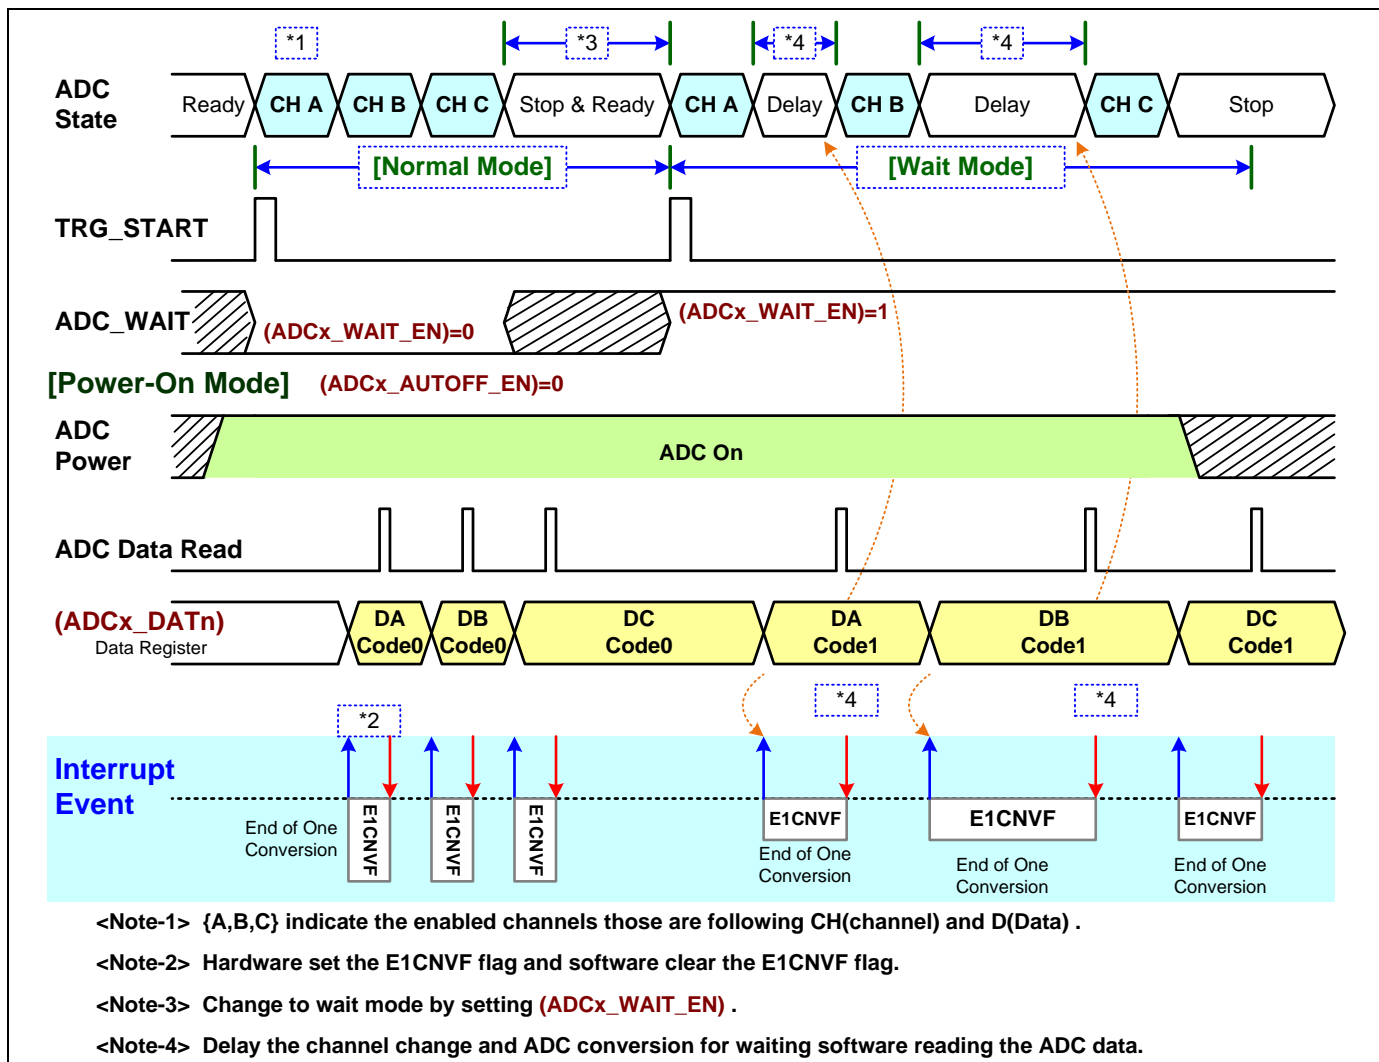 *1
*3
*4
*4
ADC
State
Ready
CH A
CH B
CH C
Stop & Ready
CH A
Delay
CH B
Delay
CH C
Stop
[Normal Mode]
[Wait Mode]
TRG_START
ADC_WAIT
(ADCx_WAIT_EN)=0
(ADCx_WAIT_EN)=1
[Power-On Mode]
(ADCx_AUTOFF_EN)=0
ADC
Power
ADC On
ADC Data Read
(ADCx_DATn)
Data Register
DA
Code0
DB
Code0
DC
Code0
DA
Code1
DB
Code1
DC
Code1
*2
*4
*4
Interrupt
Event
End of One
Conversion
E1CNVF
E1CNVF
E1CNVF
E1CNVF
End of One
Conversion
E1CNVF
End of One
Conversion
E1CNVF
End of One
Conversion
<Note-1> {A,B,C} indicate the enabled channels those are following CH(channel) and D(Data) .
<Note-2> Hardware set the E1CNVF flag and software clear the E1CNVF flag.
<Note-3> Change to wait mode by setting (ADCx_WAIT_EN) .
<Note-4> Delay the channel change and ADC conversion for waiting software reading the ADC data.